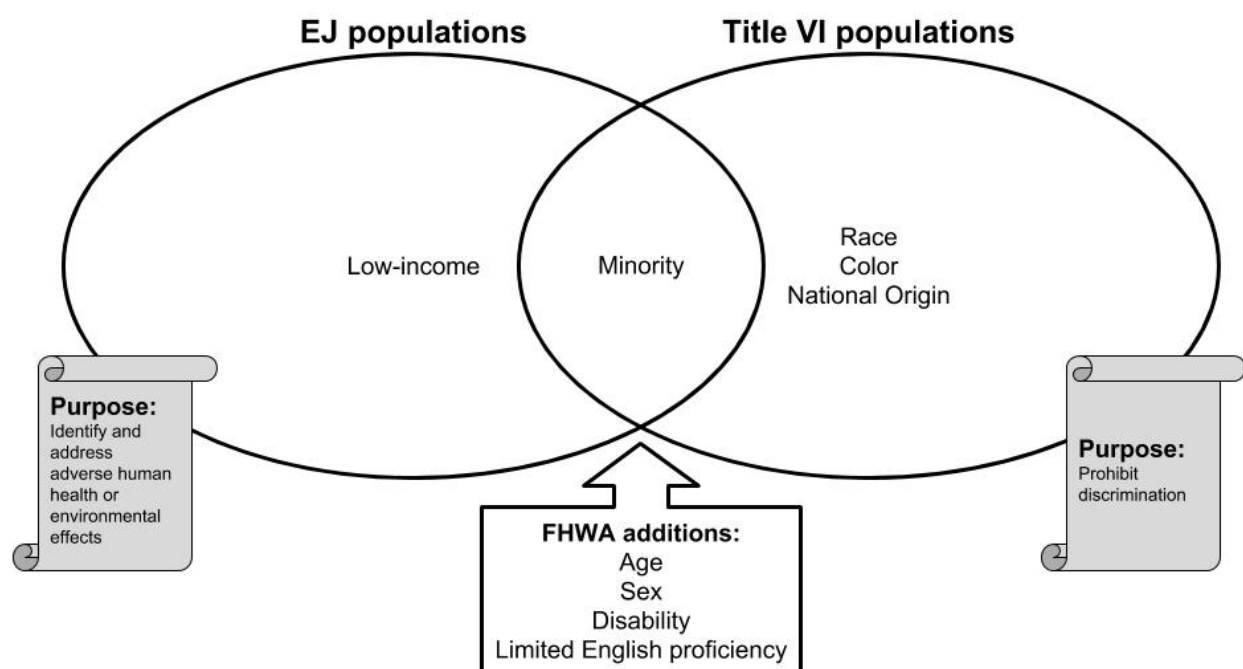 EJ populations
Title VI populations
Low-income
Minority
Race
Color
National Origin
Purpose:
Identify and
address
adverse human
health or
environmental
effects
Purpose:
Prohibit
discrimination
FHWA additions:
Age
Sex
Disability
Limited English proficiency